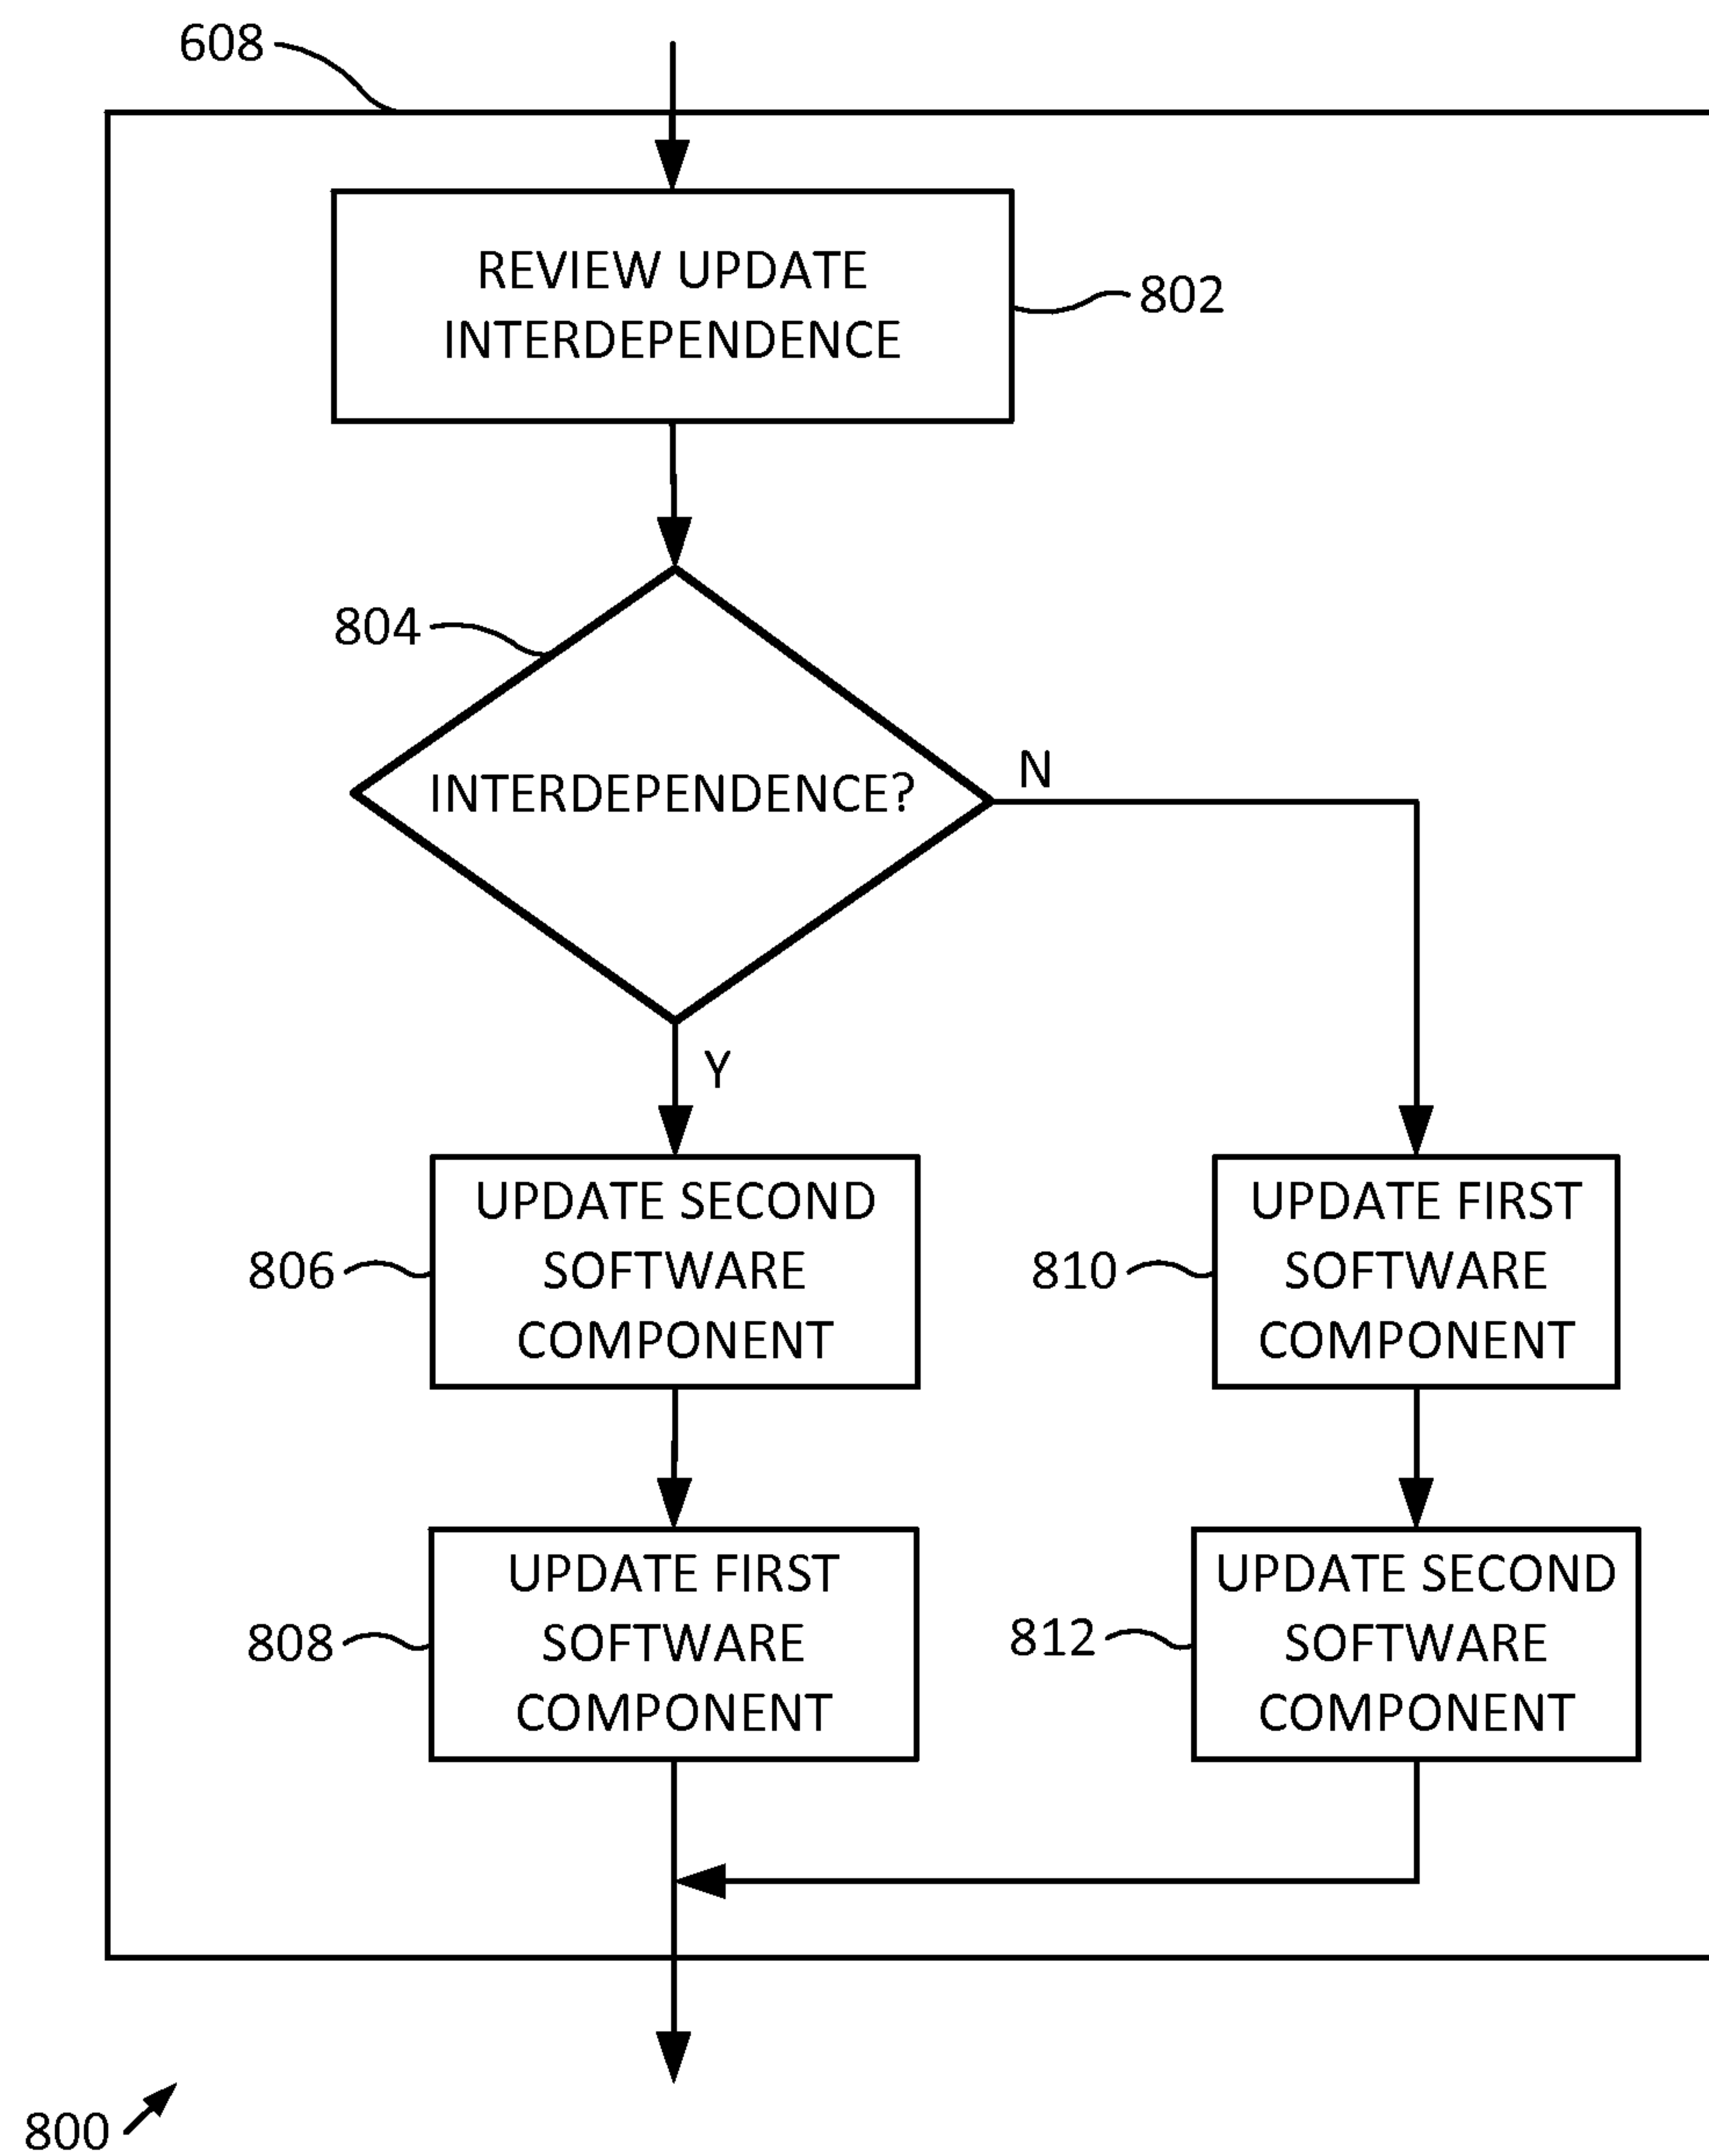 608
REVIEW UPDATE
INTERDEPENDENCE
802
804
INTERDEPENDENCE?
N
Y
UPDATE SECOND
SOFTWARE
COMPONENT
806
UPDATE FIRST
SOFTWARE
COMPONENT
810
UPDATE FIRST
SOFTWARE
COMPONENT
808
UPDATE SECOND
SOFTWARE
COMPONENT
812
800